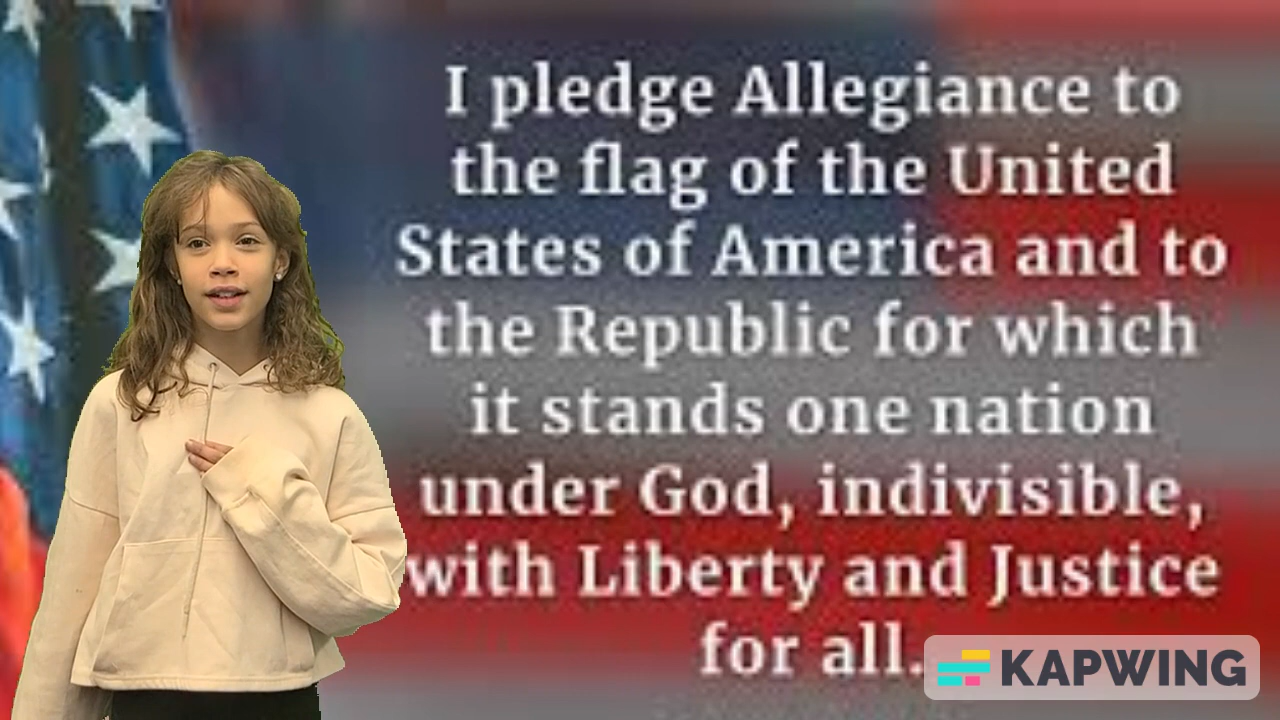 I pledge Allegiance to
the flag of the United
States of America and to
the Republic for which
it stands one nation
under God, indivisible,
with Liberty and Justice
for all.
KAPWING